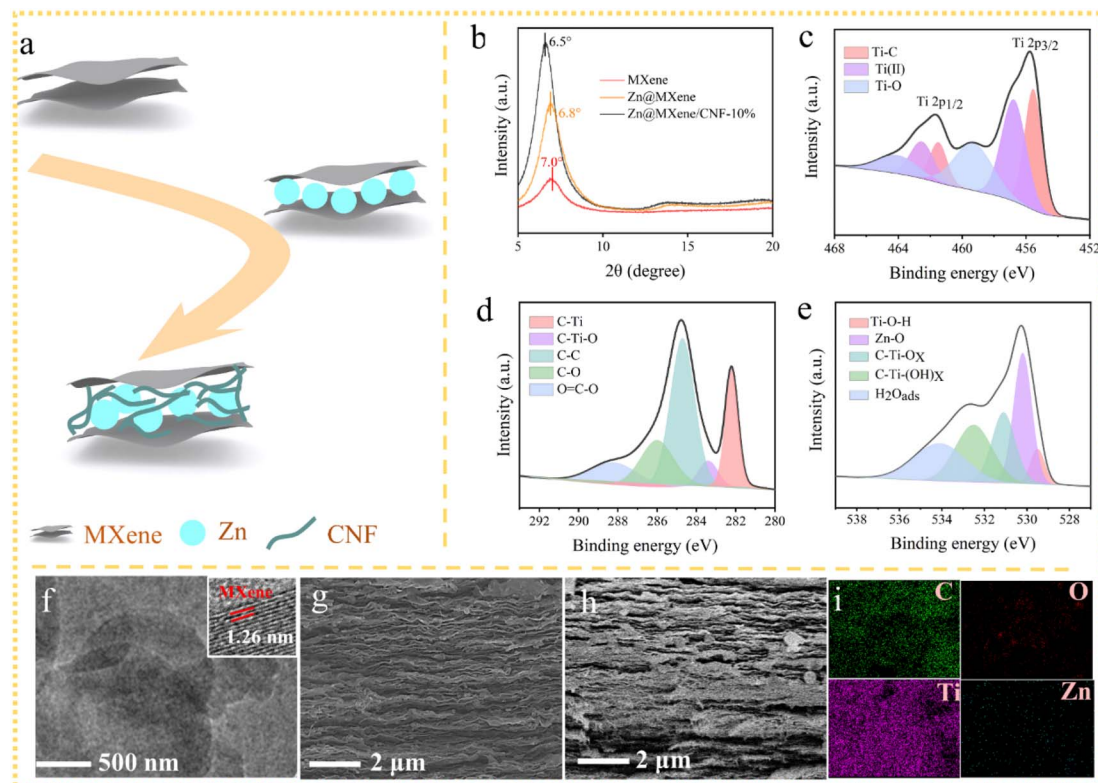 a
MXene
Zn
CNF
b
6.5°
6.8°
7.0°
MXene
Zn@MXene
Zn@MXene/CNF-10%
Intensity (a.u.)
5
10
15
20
2θ (degree)
c
Ti-C
Ti(II)
Ti-O
Ti 2p3/2
Ti 2p1/2
Intensity (a.u.)
468
464
460
456
452
Binding energy (eV)
d
C-Ti
C-Ti-O
C-C
C-O
O=C-O
Intensity (a.u.)
292
290
288
286
284
282
280
Binding energy (eV)
e
Ti-O-H
Zn-O
C-Ti-OX
C-Ti-(OH)X
H2Oads
Intensity (a.u.)
538
536
534
532
530
528
Binding energy (eV)
f
MXene
1.26 nm
500 nm
g
2 μm
h
2 μm
i
C
O
Ti
Zn